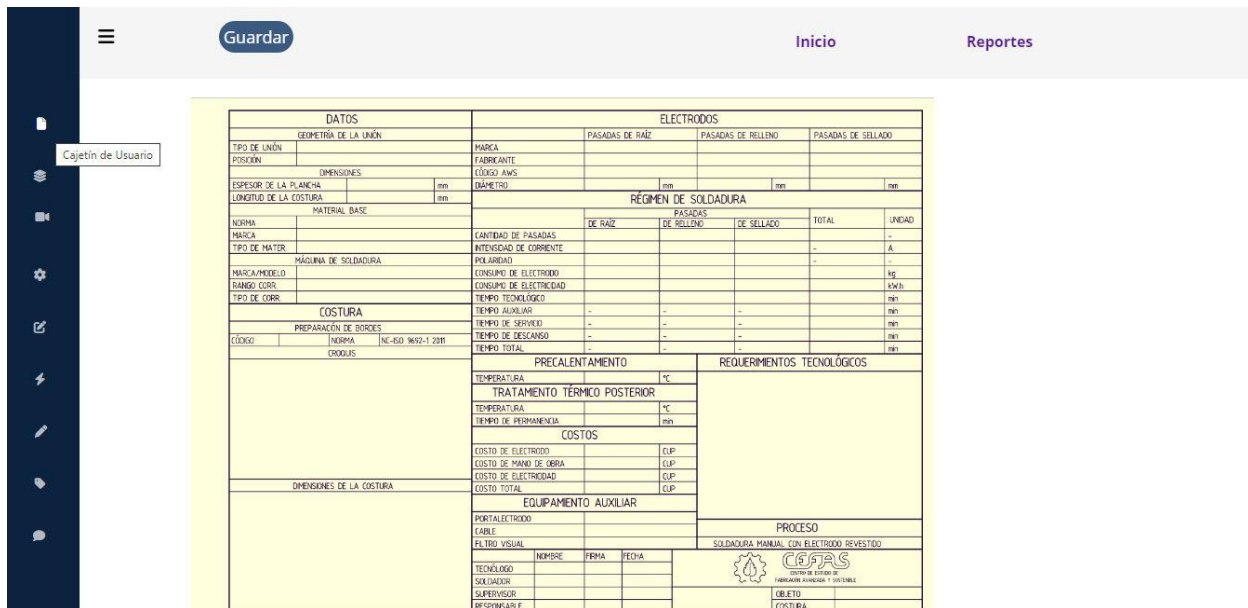 Guardar
Inicio
Reportes
Cajetín de Usuario
DATOS
GEOMETRÍA DE LA UNIÓN
TIPO DE UNIÓN
POSICIÓN
DIMENSIONES
ESPESOR DE LA PLANCHA mm
LONGITUD DE LA COSTURA mm
MATERIAL BASE
NORMA
MARCA
TIPO DE MATER.
MÁQUINA DE SOLDADURA
MARCA/MODELO
RANGO CORR.
TIPO DE CORR.
COSTURA
PREPARACIÓN DE BORDES
CÓDIGO NORMA NC-ISO 9692-1 2011
CROQUIS
DIMENSIONES DE LA COSTURA
ELECTRODOS
PASADAS DE RAÍZ PASADAS DE RELLENO PASADAS DE SELLADO
MARCA
FABRICANTE
CÓDIGO AWS
DIÁMETRO mm mm mm
RÉGIMEN DE SOLDADURA
PASADAS TOTAL UNIDAD
DE RAÍZ DE RELLENO DE SELLADO
CANTIDAD DE PASADAS -
INTENSIDAD DE CORRIENTE - A
POLARIDAD - -
CONSUMO DE ELECTRODO kg
CONSUMO DE ELECTRICIDAD kW.h
TIEMPO TECNOLÓGICO min
TIEMPO AUXILIAR - - - min
TIEMPO DE SERVICIO - - - min
TIEMPO DE DESCANSO - - - min
TIEMPO TOTAL - - - min
PRECALENTAMIENTO
TEMPERATURA °C
TRATAMIENTO TÉRMICO POSTERIOR
TEMPERATURA °C
TIEMPO DE PERMANENCIA min
COSTOS
COSTO DE ELECTRODO CUP
COSTO DE MANO DE OBRA CUP
COSTO DE ELECTRICIDAD CUP
COSTO TOTAL CUP
EQUIPAMENTO AUXILIAR
PORTALECTRODO
CABLE
FILTRO VISUAL
NOMBRE FIRMA FECHA
TECNÓLOGO
SOLDADOR
SUPERVISOR
RESPONSABLE
REQUERIMIENTOS TECNOLÓGICOS
PROCESO
SOLDADURA MANUAL CON ELECTRODO REVESTIDO
CEFAS
CENTRO DE ESTUDIO DE
FABRICACIÓN AVANZADA Y SOSTENIBLE
OBJETO
COSTURA